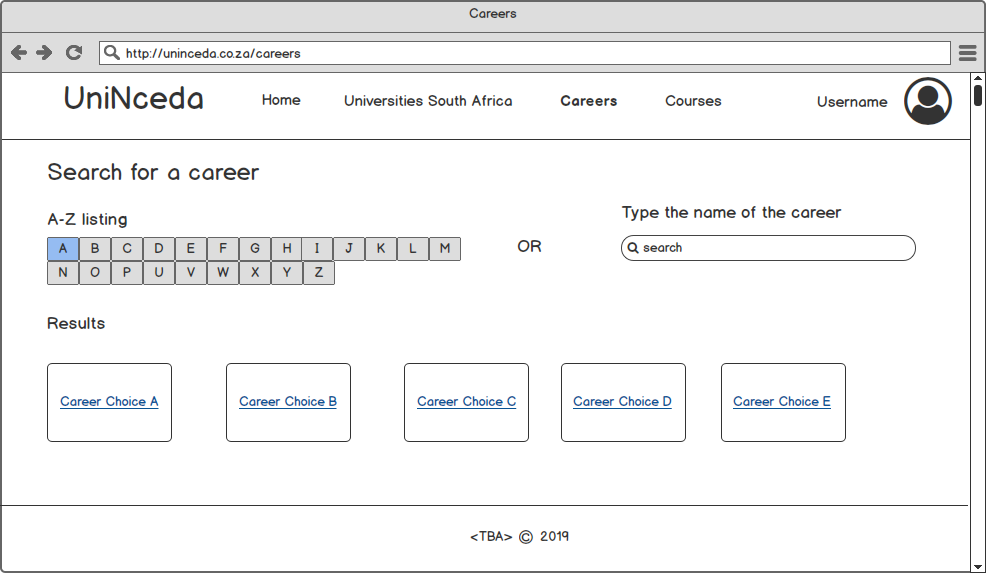 Careers
http://uninceda.co.za/careers
UniNceda Home Universities South Africa Careers Courses Username
Search for a career
A-Z listing
Type the name of the career
A B C D E F G H I J K L M
OR
search
N O P U V W X Y Z
Results
Career Choice A Career Choice B Career Choice C Career Choice D Career Choice E
<TBA> © 2019